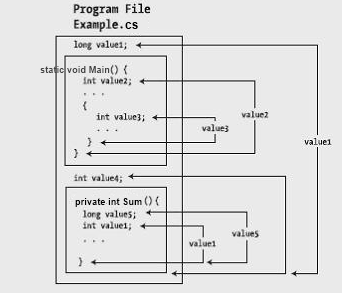 Program File
Example.cs
long value1;
static void Main() {
int value2;
. . .
{
int value3;
. . .
}
}
value3
value2
value1
int value4;
private int Sum () {
long value5;
int value1;
. . .
}
value1
value5